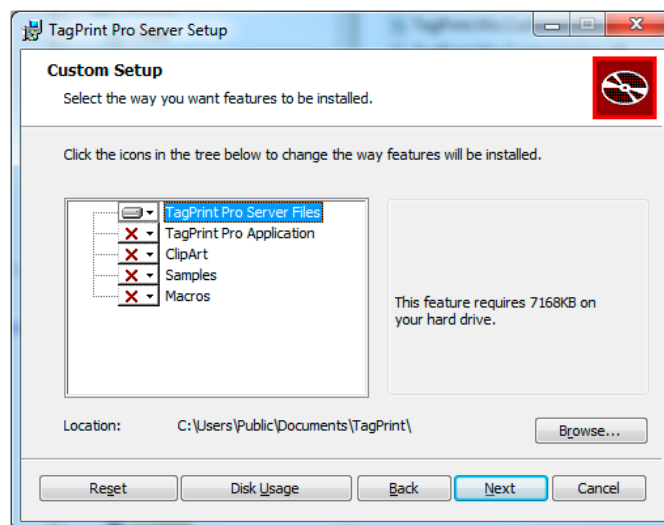 TagPrint Pro Server Setup
Custom Setup
Select the way you want features to be installed.
Click the icons in the tree below to change the way features will be installed.
TagPrint Pro Server Files
TagPrint Pro Application
ClipArt
Samples
Macros
This feature requires 7168KB on
your hard drive.
Location: C:\Users\Public\Documents\TagPrint\
Browse...
Reset Disk Usage Back Next Cancel